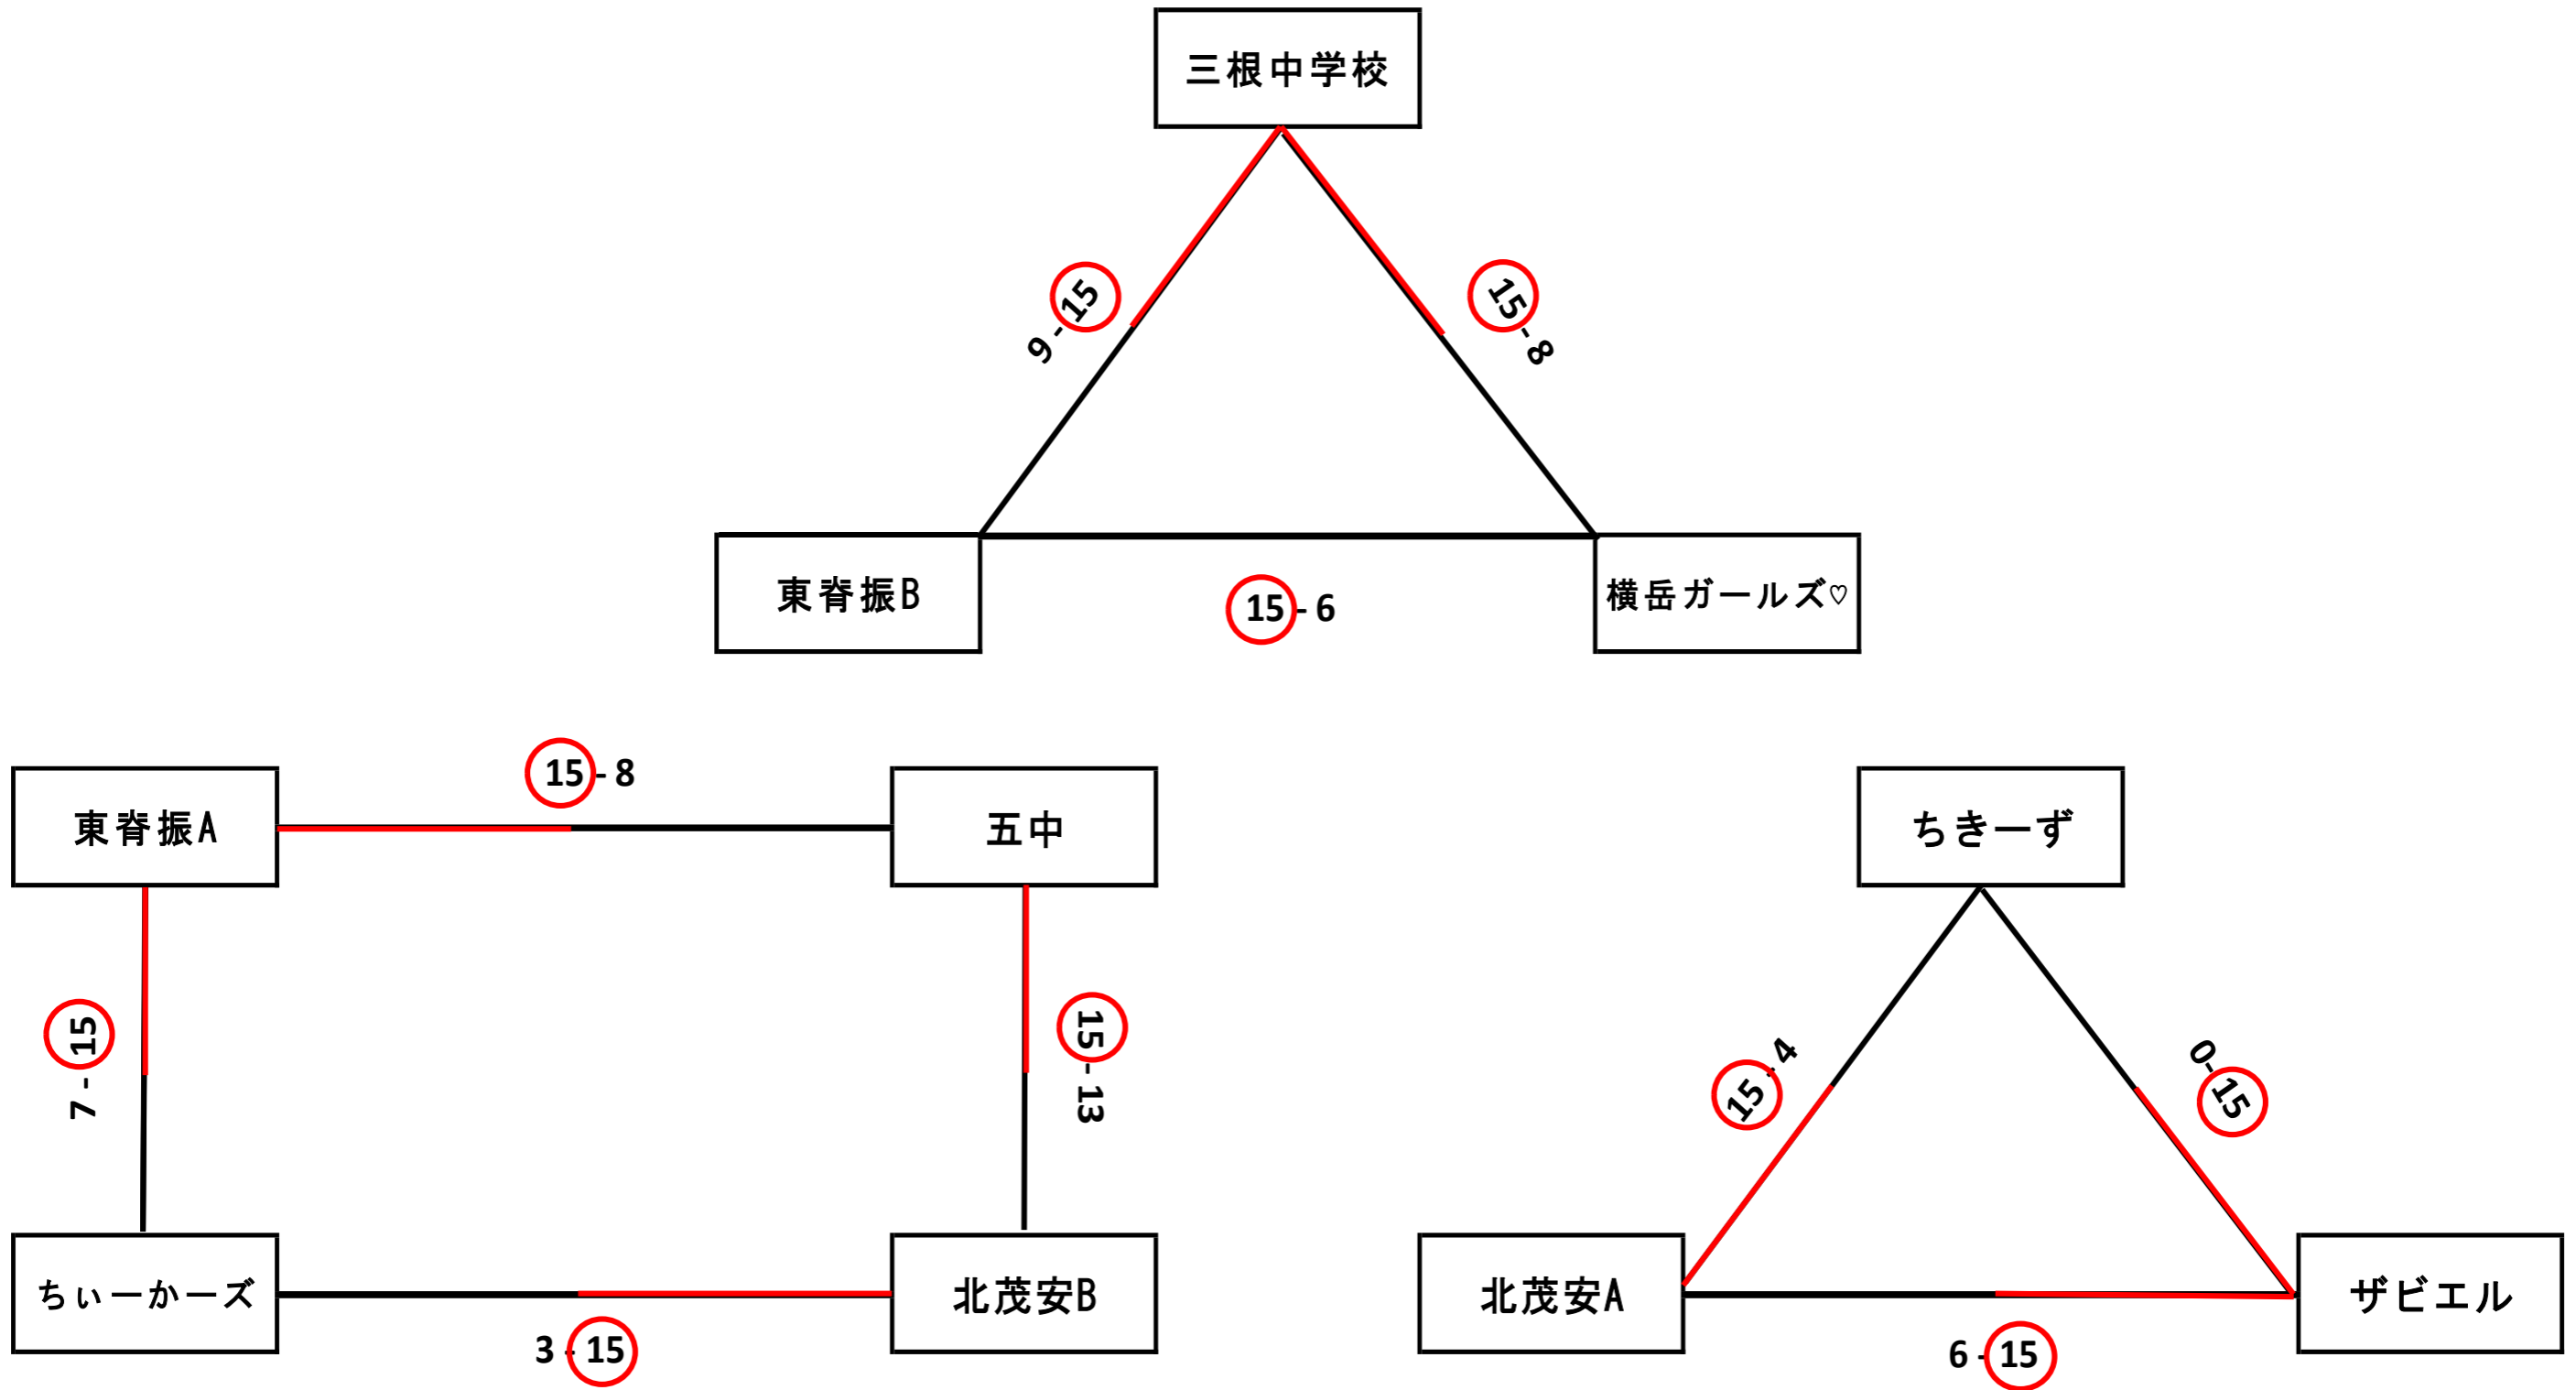 三根中学校
9 - 15
15 - 8
東脊振B
15 - 6
横岳ガールズ♡
東脊振A
15 - 8
五中
7 - 15
15 - 13
ちぃーかーズ
3 - 15
北茂安B
ちきーず
15 - 4
0-15
北茂安A
6 - 15
ザビエル